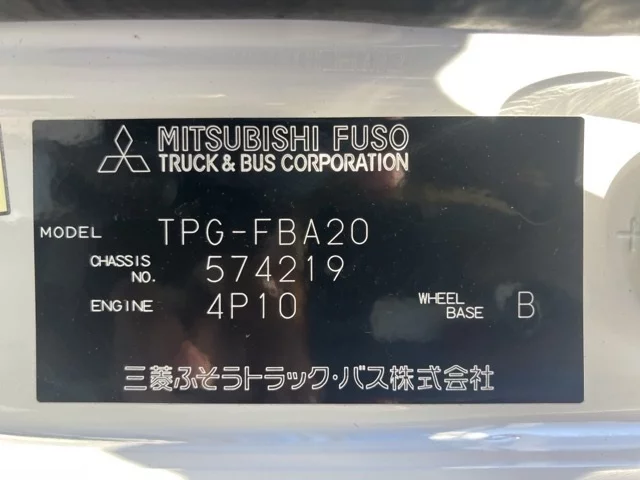 MITSUBISHI FUSO
TRUCK & BUS CORPORATION
MODEL TPG-FBA20
CHASSIS NO. 574219
ENGINE 4P10 WHEEL BASE B
三菱ふそうトラック・バス株式会社